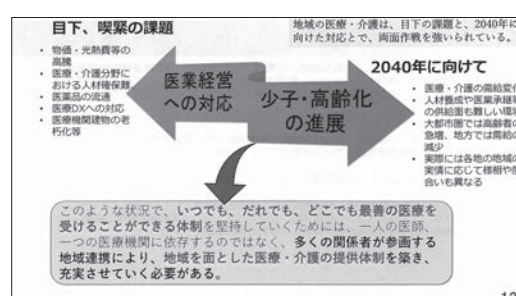 目下、喫緊の課題
地域の医療・介護は、目下の課題と、2040年に
向けた対応とで、両面作戦を強いられている。
・物価・光熱費等の
高騰
・医療・介護分野に
おける人材確保難
・医薬品の流通
・医療DXへの対応
・医療機関建物の老
朽化等
医業経営
への対応
少子・高齢化
の進展
2040年に向けて
・医療・介護の需給変化
・人材養成や医業承継等
の供給面も難しい環境
・大都市圏では高齢者の
急増、地方では需給の
減少
・実際には各地の地域の
実情に応じて様相や度
合いも異なる
このような状況で、いつでも、だれでも、どこでも最善の医療を
受けることができる体制を堅持していくためには、一人の医師、
一つの医療機関に依存するのではなく、多くの関係者が参画する
地域連携により、地域を面とした医療・介護の提供体制を築き、
充実させていく必要がある。